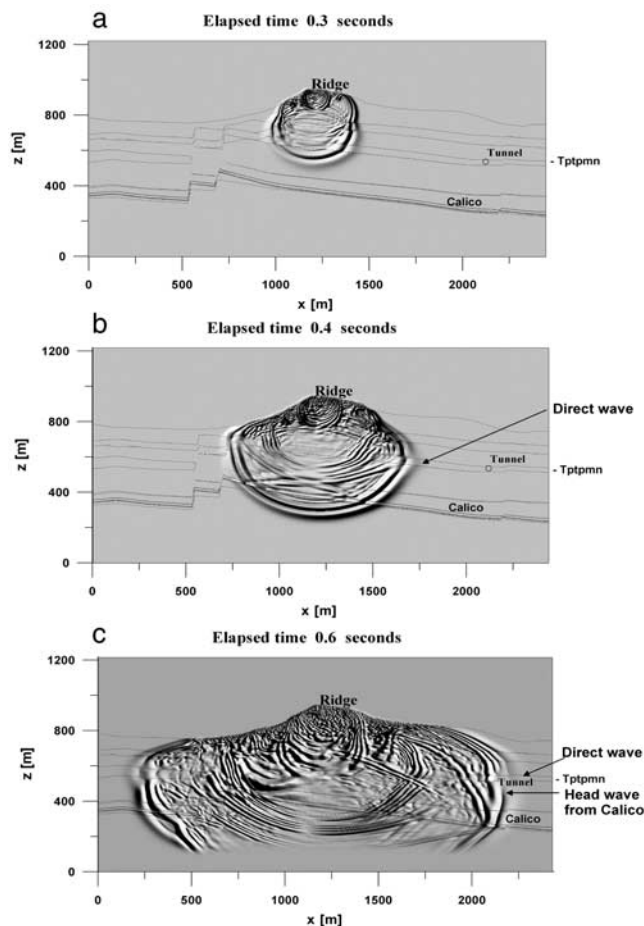 a
Elapsed time 0.3 seconds
1200
Ridge
800
z [m]
Tunnel
- Tptpmn
400
Calico
0
0 500 1000 1500 2000
x [m]
b
Elapsed time 0.4 seconds
1200
Ridge
Direct wave
800
z [m]
Tunnel
- Tptpmn
400
Calico
0
0 500 1000 1500 2000
x [m]
c
Elapsed time 0.6 seconds
1200
Ridge
800
Direct wave
z [m]
Tunnel
- Tptpmn
Head wave
from Calico
400
Calico
0
0 500 1000 1500 2000
x [m]